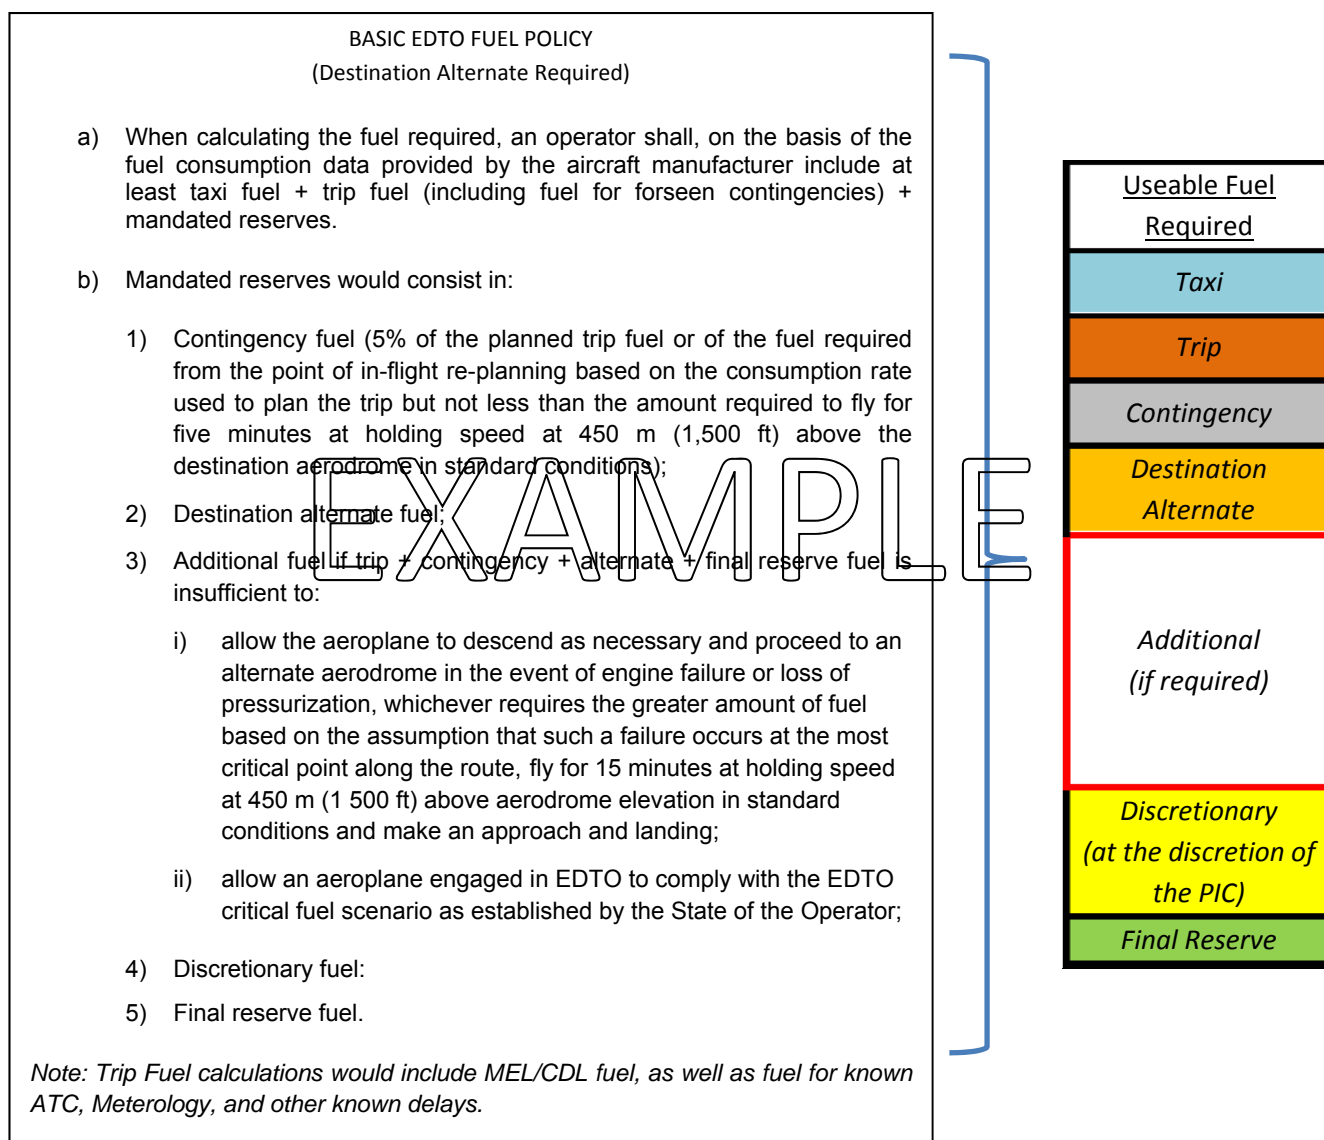 BASIC EDTO FUEL POLICY
(Destination Alternate Required)
a) When calculating the fuel required, an operator shall, on the basis of the
fuel consumption data provided by the aircraft manufacturer include at
least taxi fuel + trip fuel (including fuel for forseen contingencies) +
mandated reserves.
b) Mandated reserves would consist in:
1) Contingency fuel (5% of the planned trip fuel or of the fuel required
from the point of in-flight re-planning based on the consumption rate
used to plan the trip but not less than the amount required to fly for
five minutes at holding speed at 450 m (1,500 ft) above the
destination aerodrome in standard conditions);
2) Destination alternate fuel;
3) Additional fuel if trip + contingency + alternate + final reserve fuel is
insufficient to:
i) allow the aeroplane to descend as necessary and proceed to an
alternate aerodrome in the event of engine failure or loss of
pressurization, whichever requires the greater amount of fuel
based on the assumption that such a failure occurs at the most
critical point along the route, fly for 15 minutes at holding speed
at 450 m (1 500 ft) above aerodrome elevation in standard
conditions and make an approach and landing;
ii) allow an aeroplane engaged in EDTO to comply with the EDTO
critical fuel scenario as established by the State of the Operator;
4) Discretionary fuel:
5) Final reserve fuel.
Note: Trip Fuel calculations would include MEL/CDL fuel, as well as fuel for known
ATC, Meterology, and other known delays.
EXAMPLE
Useable Fuel
Required
Taxi
Trip
Contingency
Destination
Alternate
Additional
(if required)
Discretionary
(at the discretion of
the PIC)
Final Reserve